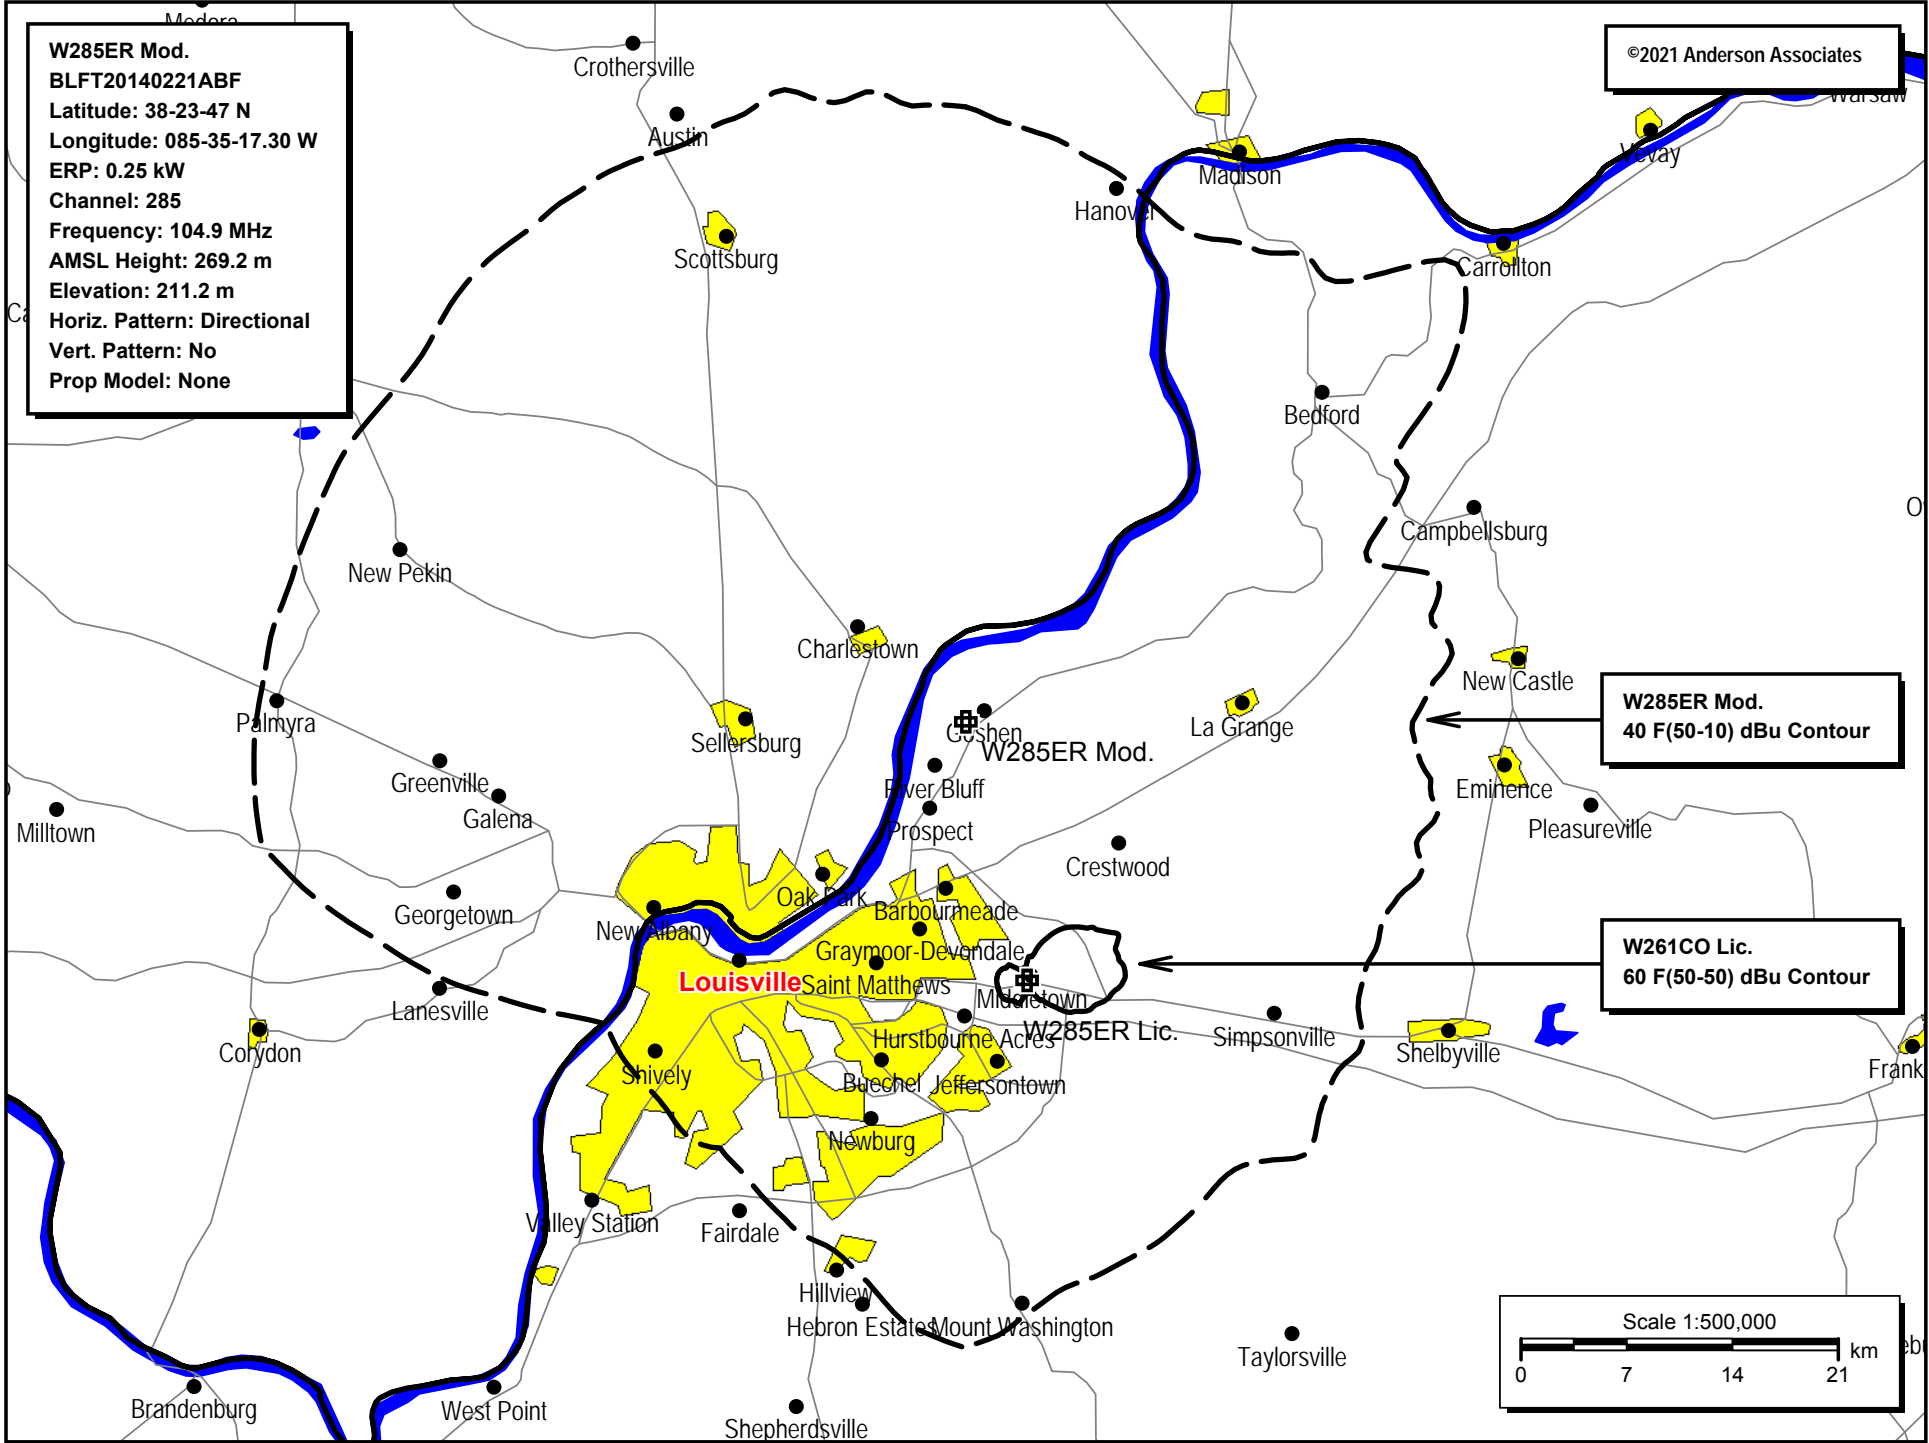 Medora
W285ER Mod.
BLFT20140221ABF
Latitude: 38-23-47 N
Longitude: 085-35-17.30 W
ERP: 0.25 kW
Channel: 285
Frequency: 104.9 MHz
AMSL Height: 269.2 m
Elevation: 211.2 m
Horiz. Pattern: Directional
Vert. Pattern: No
Prop Model: None
©2021 Anderson Associates
Crothersville
Austin
Warsaw
Vevay
Madison
Hanover
Scottsburg
Carrollton
Bedford
Campbellsburg
New Pekin
Charlestown
New Castle
La Grange
Palmyra
Sellersburg
Goshen
W285ER Mod.
W285ER Mod.
40 F(50-10) dBu Contour
Greenville
River Bluff
Eminence
Galena
Prospect
Pleasureville
Milltown
Crestwood
Oak Park
Barbourmeade
Georgetown
New Albany
Graymoor-Devondale
W261CO Lic.
60 F(50-50) dBu Contour
Louisville
Saint Matthews
Middletown
Lanesville
W285ER Lic.
Hurstbourne Acres
Simpsonville
Corydon
Shelbyville
Shively
Buechel
Jeffersontown
Frank
Newburg
Valley Station
Fairdale
Hillview
Hebron Estates
Mount Washington
Taylorsville
Scale 1:500,000
km
0 7 14 21
Brandenburg
West Point
Shepherdsville